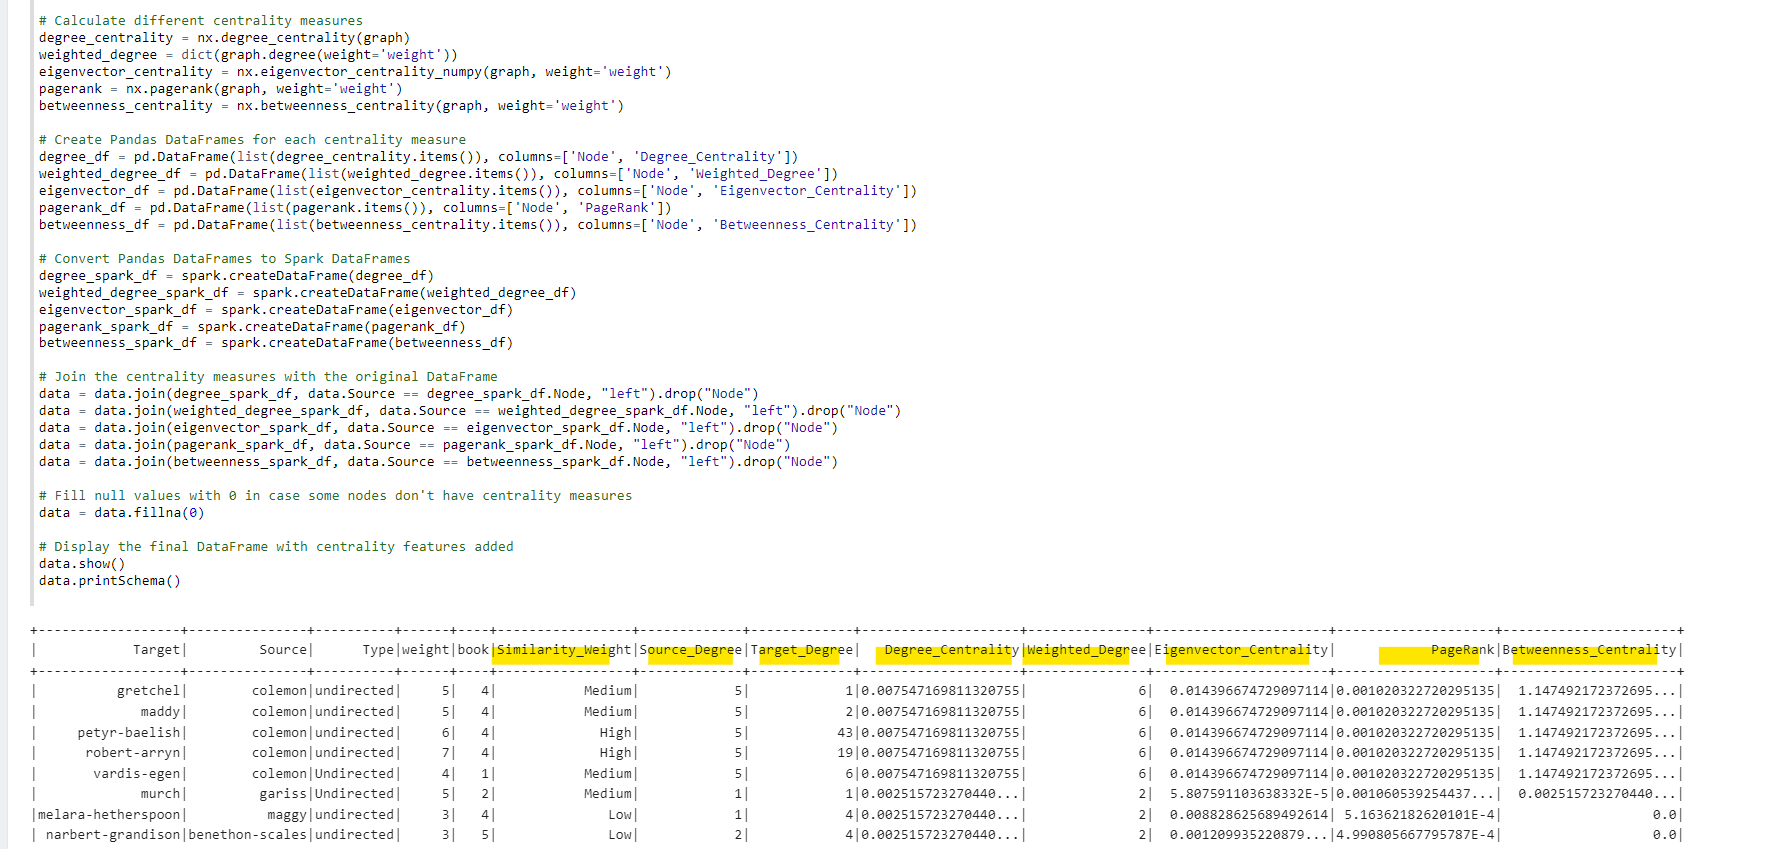 # Calculate different centrality measures
degree_centrality = nx.degree_centrality(graph)
weighted_degree = dict(graph.degree(weight='weight'))
eigenvector_centrality = nx.eigenvector_centrality_numpy(graph, weight='weight')
pagerank = nx.pagerank(graph, weight='weight')
betweenness_centrality = nx.betweenness_centrality(graph, weight='weight')
# Create Pandas DataFrames for each centrality measure
degree_df = pd.DataFrame(list(degree_centrality.items()), columns=['Node', 'Degree_Centrality'])
weighted_degree_df = pd.DataFrame(list(weighted_degree.items()), columns=['Node', 'Weighted_Degree'])
eigenvector_df = pd.DataFrame(list(eigenvector_centrality.items()), columns=['Node', 'Eigenvector_Centrality'])
pagerank_df = pd.DataFrame(list(pagerank.items()), columns=['Node', 'PageRank'])
betweenness_df = pd.DataFrame(list(betweenness_centrality.items()), columns=['Node', 'Betweenness_Centrality'])
# Convert Pandas DataFrames to Spark DataFrames
degree_spark_df = spark.createDataFrame(degree_df)
weighted_degree_spark_df = spark.createDataFrame(weighted_degree_df)
eigenvector_spark_df = spark.createDataFrame(eigenvector_df)
pagerank_spark_df = spark.createDataFrame(pagerank_df)
betweenness_spark_df = spark.createDataFrame(betweenness_df)
# Join the centrality measures with the original DataFrame
data = data.join(degree_spark_df, data.Source == degree_spark_df.Node, "left").drop("Node")
data = data.join(weighted_degree_spark_df, data.Source == weighted_degree_spark_df.Node, "left").drop("Node")
data = data.join(eigenvector_spark_df, data.Source == eigenvector_spark_df.Node, "left").drop("Node")
data = data.join(pagerank_spark_df, data.Source == pagerank_spark_df.Node, "left").drop("Node")
data = data.join(betweenness_spark_df, data.Source == betweenness_spark_df.Node, "left").drop("Node")
# Fill null values with 0 in case some nodes don't have centrality measures
data = data.fillna(0)
# Display the final DataFrame with centrality features added
data.show()
data.printSchema()
+------------------+---------------+----------+------+----+-----------------+-------------+-------------+--------------------+---------------+----------------------+--------------------+----------------------+
|            Target|         Source|      Type|weight|book|Similarity_Weight|Source_Degree|Target_Degree|   Degree_Centrality|Weighted_Degree|Eigenvector_Centrality|            PageRank|Betweenness_Centrality|
+------------------+---------------+----------+------+----+-----------------+-------------+-------------+--------------------+---------------+----------------------+--------------------+----------------------+
|          gretchel|        colemon|undirected|     5|   4|           Medium|            5|            1|0.007547169811320755|              6|  0.014396674729097114|0.001020322720295135|  1.147492172372695...|
|             maddy|        colemon|undirected|     5|   4|           Medium|            5|            2|0.007547169811320755|              6|  0.014396674729097114|0.001020322720295135|  1.147492172372695...|
|     petyr-baelish|        colemon|undirected|     6|   4|             High|            5|           43|0.007547169811320755|              6|  0.014396674729097114|0.001020322720295135|  1.147492172372695...|
|      robert-arryn|        colemon|undirected|     7|   4|             High|            5|           19|0.007547169811320755|              6|  0.014396674729097114|0.001020322720295135|  1.147492172372695...|
|       vardis-egen|        colemon|Undirected|     4|   1|           Medium|            5|            6|0.007547169811320755|              6|  0.014396674729097114|0.001020322720295135|  1.147492172372695...|
|             murch|         gariss|Undirected|     5|   2|           Medium|            1|            1|0.002515723270440...|              2|  5.807591103638332E-5|0.001060539254437...|  0.002515723270440...|
|melara-hetherspoon|          maggy|undirected|     3|   4|              Low|            1|            4|0.002515723270440...|              2|  0.008828625689492614| 5.16362182620101E-4|                   0.0|
| narbert-grandison|benethon-scales|undirected|     3|   5|              Low|            2|            4|0.002515723270440...|              2|  0.001209935220879...|4.990805667795787E-4|                   0.0|